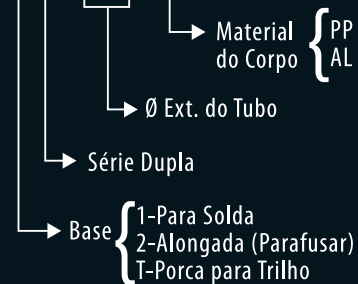 Material
do Corpo { PP
AL
Ø Ext. do Tubo
Série Dupla
Base { 1-Para Solda
2-Alongada (Parafusar)
T-Porca para Trilho